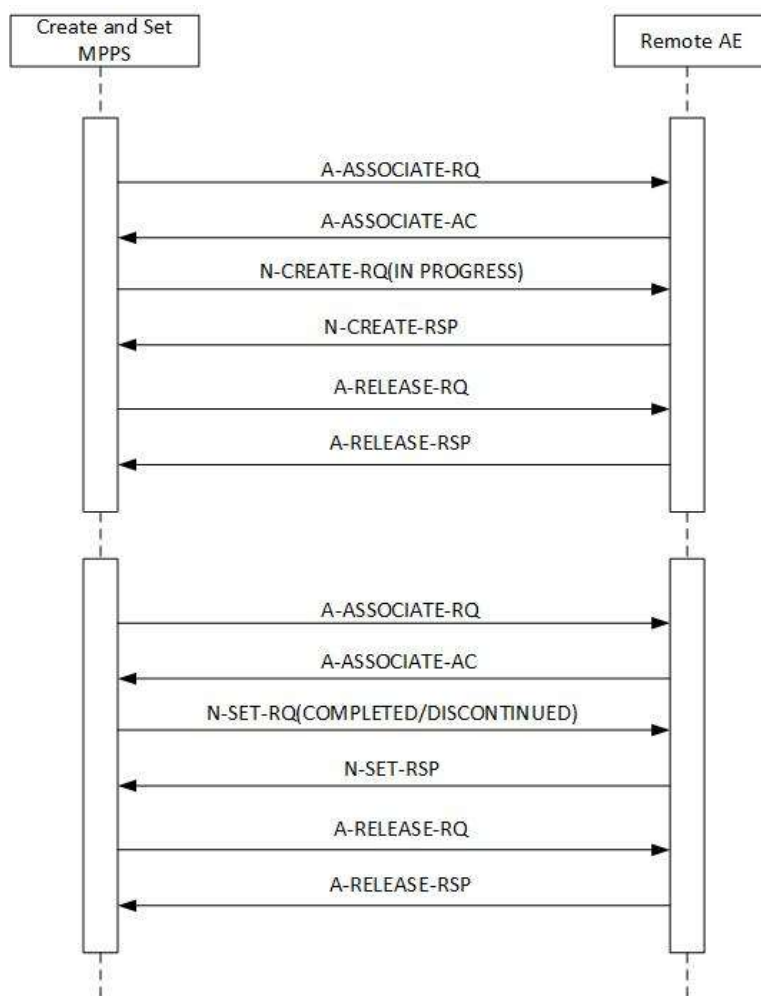 Create and Set
MPPS
Remote AE
A-ASSOCIATE-RQ
A-ASSOCIATE-AC
N-CREATE-RQ(IN PROGRESS)
N-CREATE-RSP
A-RELEASE-RQ
A-RELEASE-RSP
A-ASSOCIATE-RQ
A-ASSOCIATE-AC
N-SET-RQ(COMPLETED/DISCONTINUED)
N-SET-RSP
A-RELEASE-RQ
A-RELEASE-RSP